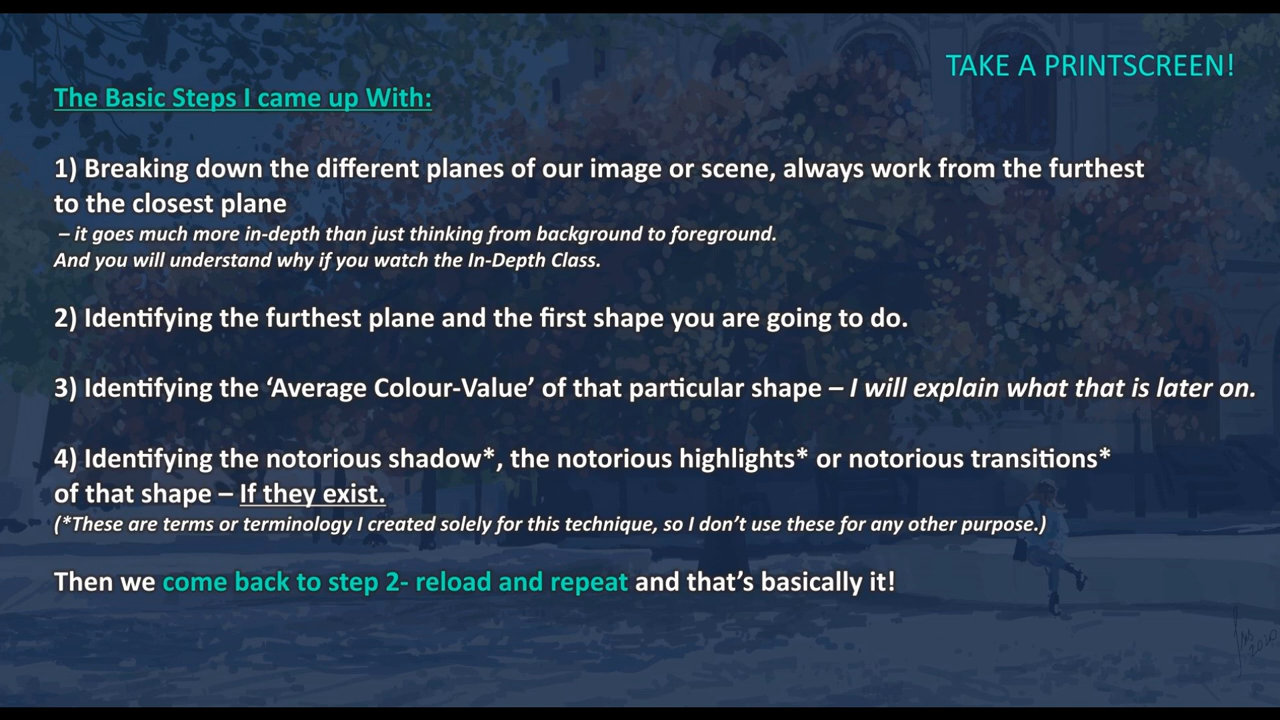 TAKE A PRINTSCREEN!
The Basic Steps I came up With:
1) Breaking down the different planes of our image or scene, always work from the furthest
to the closest plane
– it goes much more in-depth than just thinking from background to foreground.
And you will understand why if you watch the In-Depth Class.
2) Identifying the furthest plane and the first shape you are going to do.
3) Identifying the ‘Average Colour-Value’ of that particular shape – I will explain what that is later on.
4) Identifying the notorious shadow*, the notorious highlights* or notorious transitions*
of that shape – If they exist.
(*These are terms or terminology I created solely for this technique, so I don’t use these for any other purpose.)
Then we come back to step 2- reload and repeat and that’s basically it!